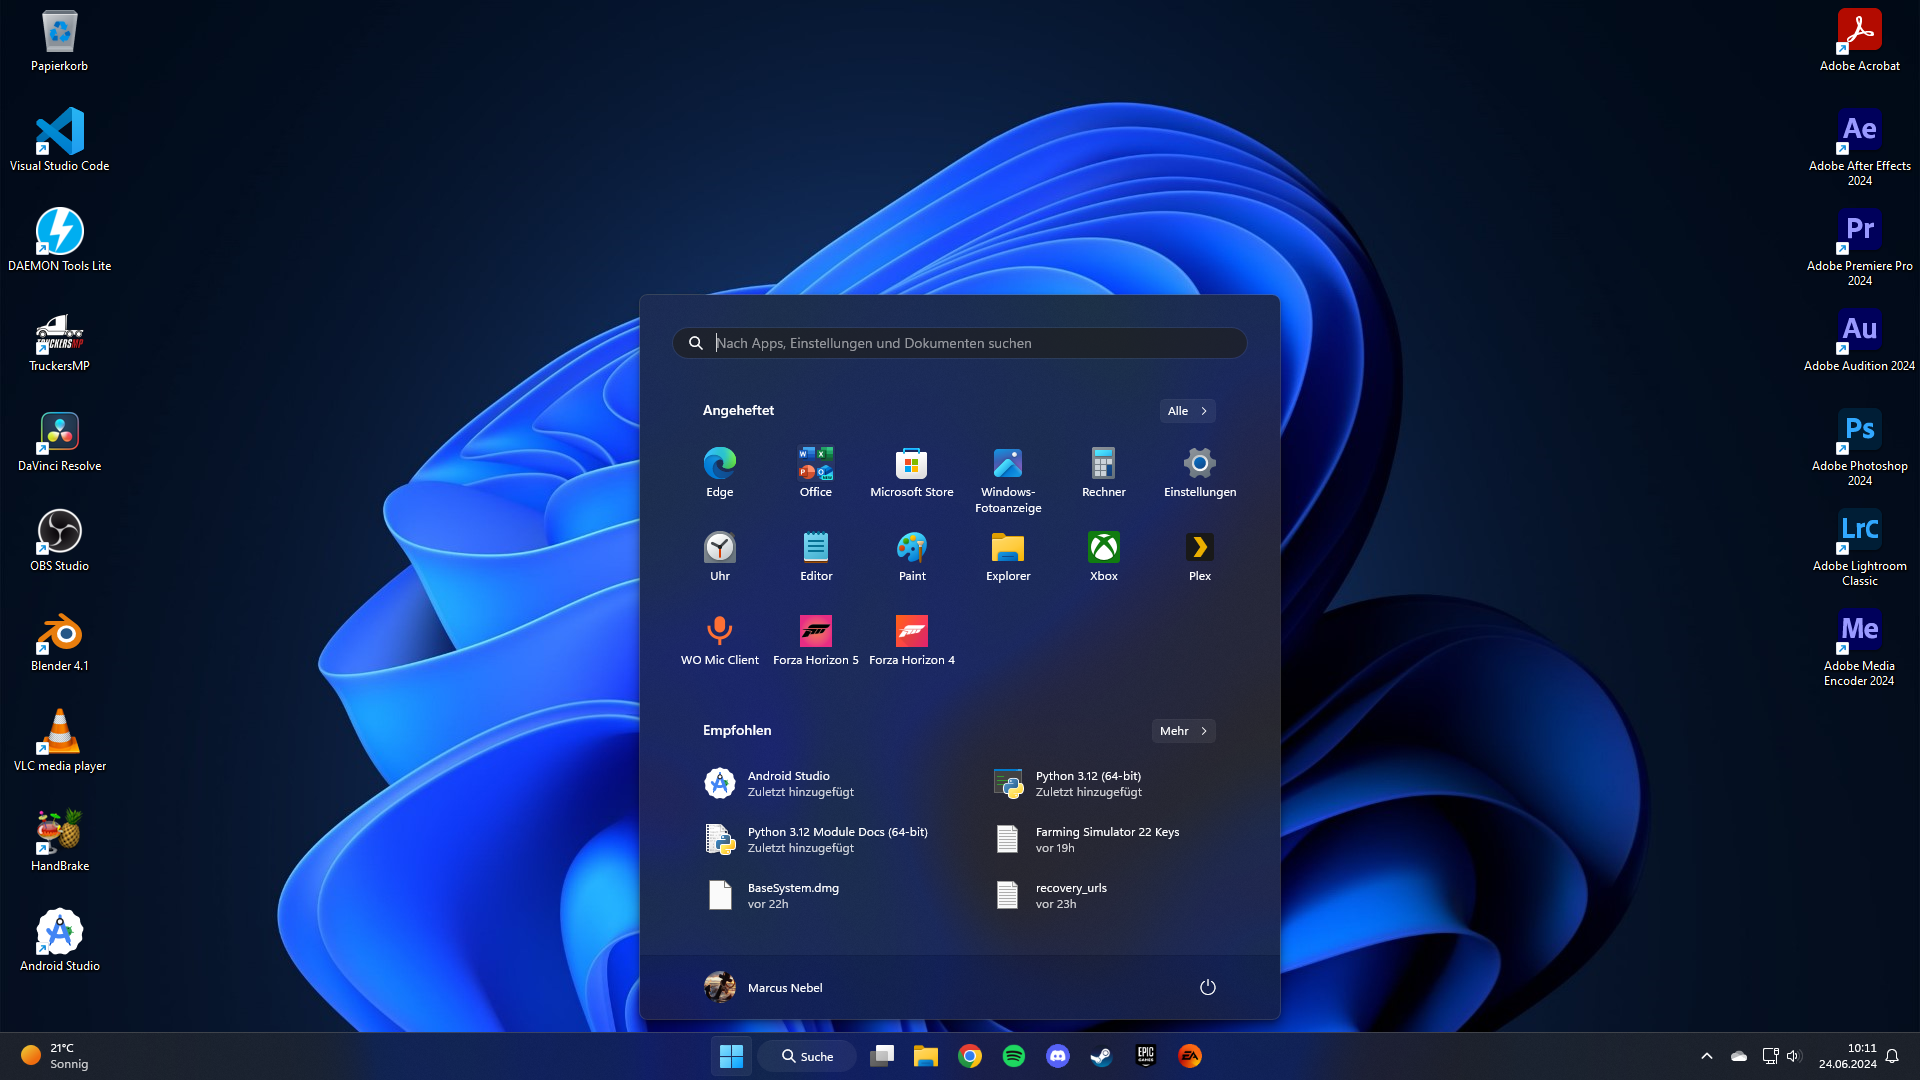 Papierkorb
Visual Studio Code
DAEMON Tools Lite
TRUCKERSMP
TruckersMP
DaVinci Resolve
OBS Studio
Blender 4.1
VLC media player
HandBrake
Android Studio
Nach Apps, Einstellungen und Dokumenten suchen
Angeheftet
Alle
Edge
Office
Microsoft Store
Windows-
Fotoanzeige
Rechner
Einstellungen
Uhr
Editor
Paint
Explorer
Xbox
Plex
WO Mic Client
Forza Horizon 5
Forza Horizon 4
Empfohlen
Mehr
Android Studio
Zuletzt hinzugefügt
Python 3.12 (64-bit)
Zuletzt hinzugefügt
Python 3.12 Module Docs (64-bit)
Zuletzt hinzugefügt
Farming Simulator 22 Keys
vor 19h
BaseSystem.dmg
vor 22h
recovery_urls
vor 23h
Marcus Nebel
Adobe Acrobat
Ae
Adobe After Effects
2024
Pr
Adobe Premiere Pro
2024
Au
Adobe Audition 2024
Ps
Adobe Photoshop
2024
LrC
Adobe Lightroom
Classic
Me
Adobe Media
Encoder 2024
21°C
Sonnig
Suche
EPIC
GAMES
EA
10:11
24.06.2024